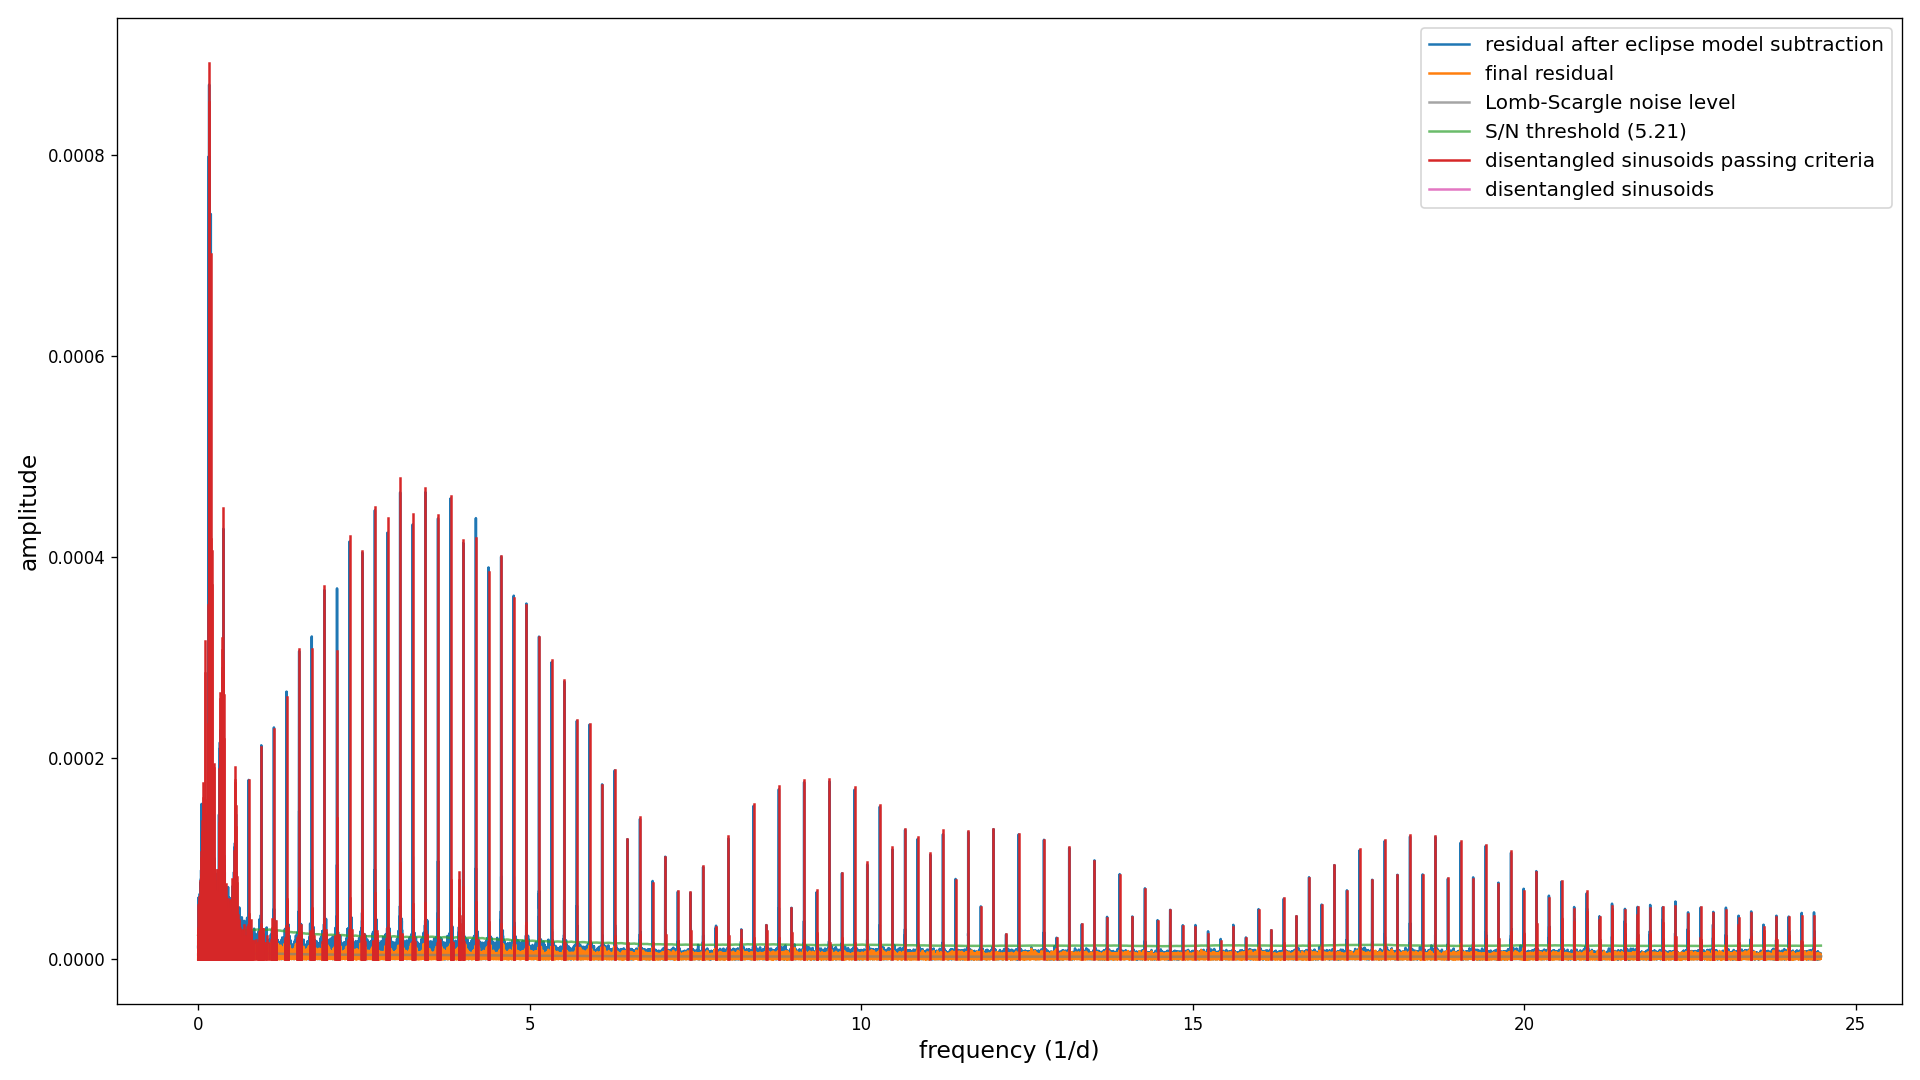 residual after eclipse model subtraction
final residual
Lomb-Scargle noise level
S/N threshold (5.21)
disentangled sinusoids passing criteria
disentangled sinusoids
amplitude
0.0008
0.0006
0.0004
0.0002
0.0000
0 5 10 15 20 25
frequency (1/d)